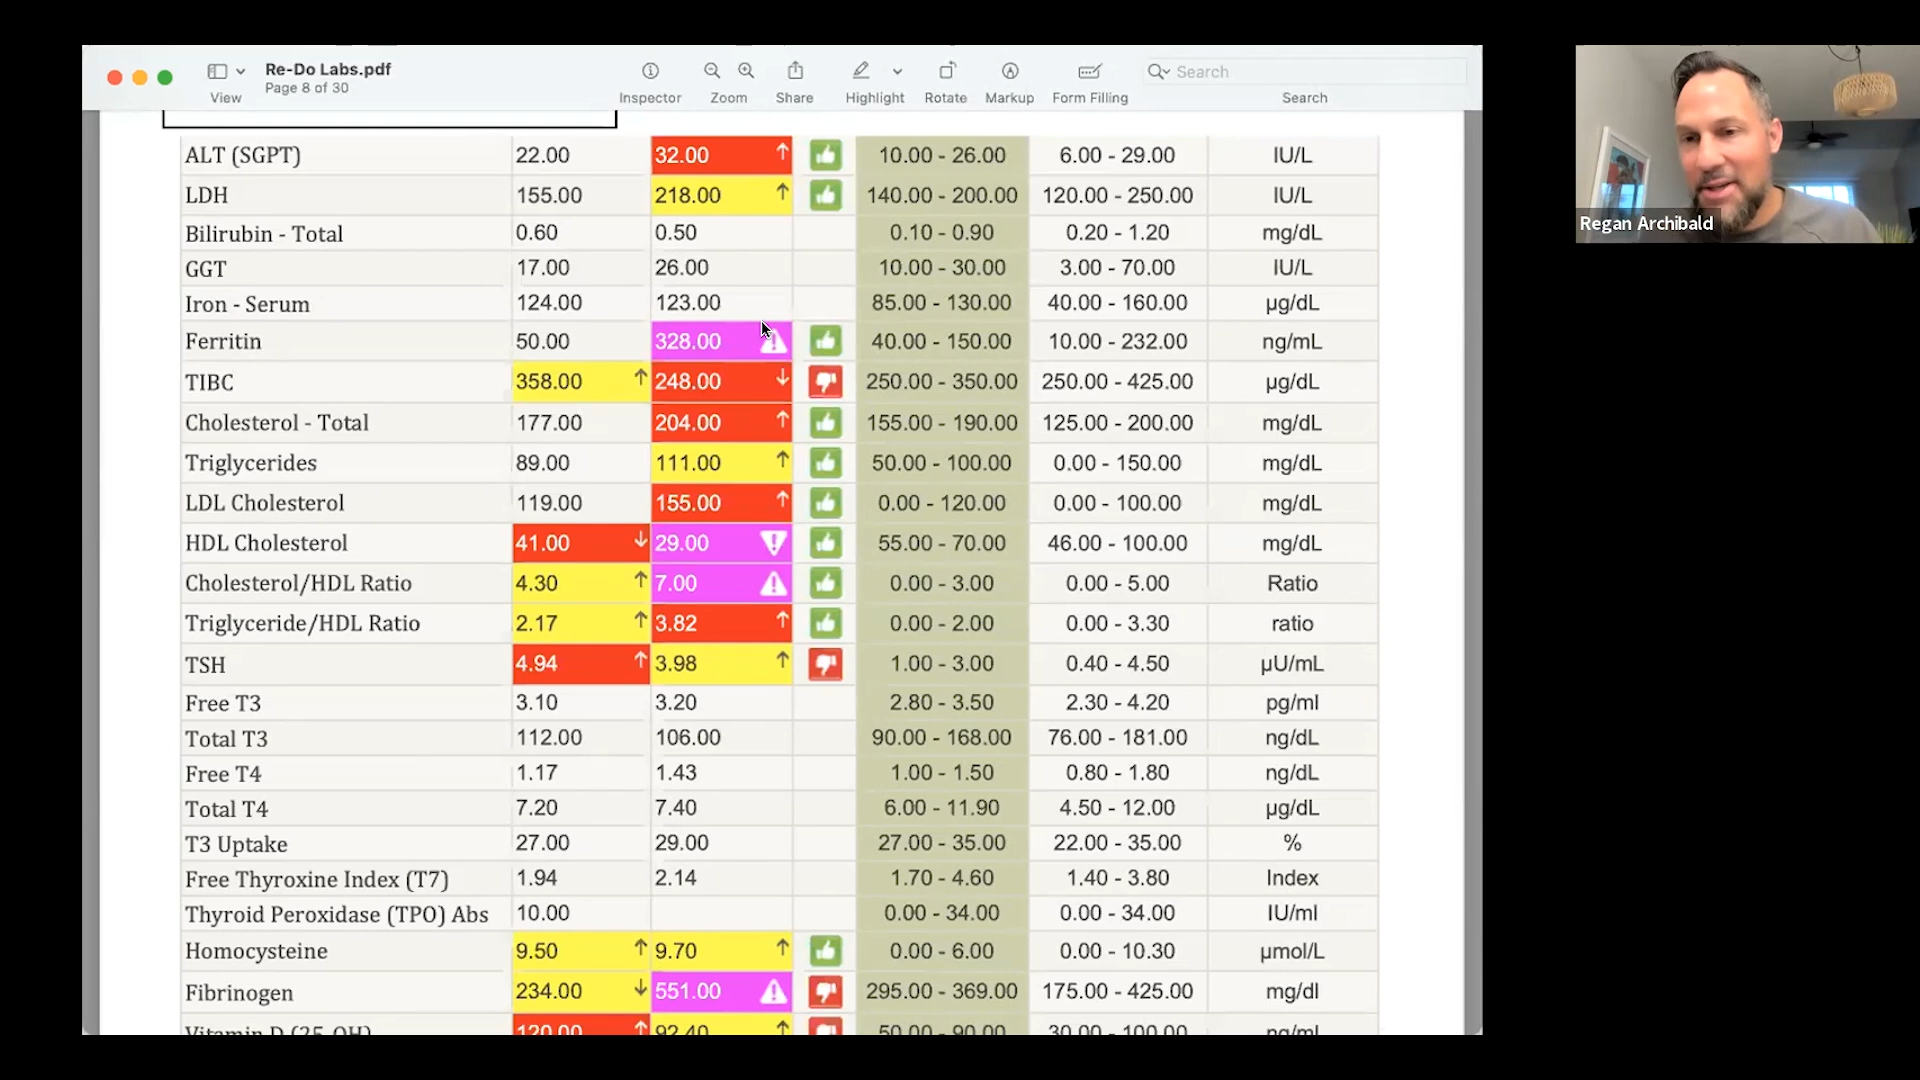 Re-Do Labs.pdf
Page 8 of 30
View
Inspector
Zoom
Share
Highlight
Rotate
Markup
Form Filling
Search
Search
Regan Archibald
ALT (SGPT) 22.00 32.00 ↑ 10.00 - 26.00 6.00 - 29.00 IU/L
LDH 155.00 218.00 ↑ 140.00 - 200.00 120.00 - 250.00 IU/L
Bilirubin - Total 0.60 0.50 0.10 - 0.90 0.20 - 1.20 mg/dL
GGT 17.00 26.00 10.00 - 30.00 3.00 - 70.00 IU/L
Iron - Serum 124.00 123.00 85.00 - 130.00 40.00 - 160.00 µg/dL
Ferritin 50.00 328.00 40.00 - 150.00 10.00 - 232.00 ng/mL
TIBC 358.00 ↑ 248.00 ↓ 250.00 - 350.00 250.00 - 425.00 µg/dL
Cholesterol - Total 177.00 204.00 ↑ 155.00 - 190.00 125.00 - 200.00 mg/dL
Triglycerides 89.00 111.00 ↑ 50.00 - 100.00 0.00 - 150.00 mg/dL
LDL Cholesterol 119.00 155.00 ↑ 0.00 - 120.00 0.00 - 100.00 mg/dL
HDL Cholesterol 41.00 ↓ 29.00 55.00 - 70.00 46.00 - 100.00 mg/dL
Cholesterol/HDL Ratio 4.30 ↑ 7.00 0.00 - 3.00 0.00 - 5.00 Ratio
Triglyceride/HDL Ratio 2.17 ↑ 3.82 ↑ 0.00 - 2.00 0.00 - 3.30 ratio
TSH 4.94 ↑ 3.98 ↑ 1.00 - 3.00 0.40 - 4.50 µU/mL
Free T3 3.10 3.20 2.80 - 3.50 2.30 - 4.20 pg/ml
Total T3 112.00 106.00 90.00 - 168.00 76.00 - 181.00 ng/dL
Free T4 1.17 1.43 1.00 - 1.50 0.80 - 1.80 ng/dL
Total T4 7.20 7.40 6.00 - 11.90 4.50 - 12.00 µg/dL
T3 Uptake 27.00 29.00 27.00 - 35.00 22.00 - 35.00 %
Free Thyroxine Index (T7) 1.94 2.14 1.70 - 4.60 1.40 - 3.80 Index
Thyroid Peroxidase (TPO) Abs 10.00 0.00 - 34.00 0.00 - 34.00 IU/ml
Homocysteine 9.50 ↑ 9.70 ↑ 0.00 - 6.00 0.00 - 10.30 µmol/L
Fibrinogen 234.00 ↓ 551.00 295.00 - 369.00 175.00 - 425.00 mg/dl
Vitamin D (25-OH) 120.00 ↑ 92.40 ↑ 50.00 - 90.00 30.00 - 100.00 ng/ml